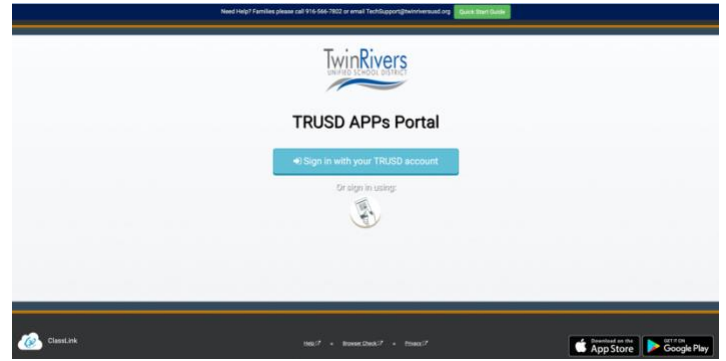 Need Help? Families please call 916-566-7802 or email TechSupport@twinriversusd.org Quick Start Guide
TwinRivers
UNIFIED SCHOOL DISTRICT
TRUSD APPs Portal
Sign in with your TRUSD account
Or sign in using:
ClassLink
Help
Browser Check
Privacy
Download on the
App Store
GET IT ON
Google Play